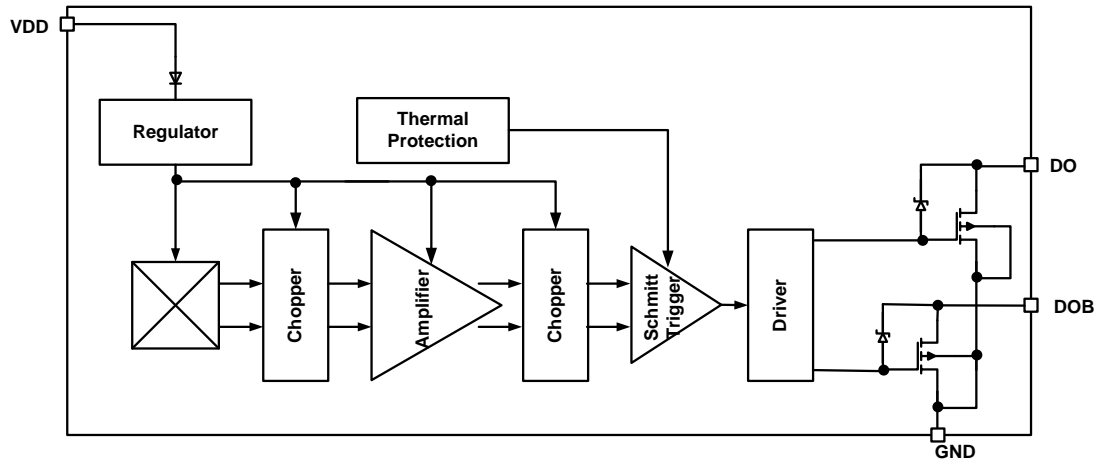 VDD
Regulator
Thermal
Protection
DO
Chopper
Amplifier
Chopper
Schmitt
Trigger
Driver
DOB
GND